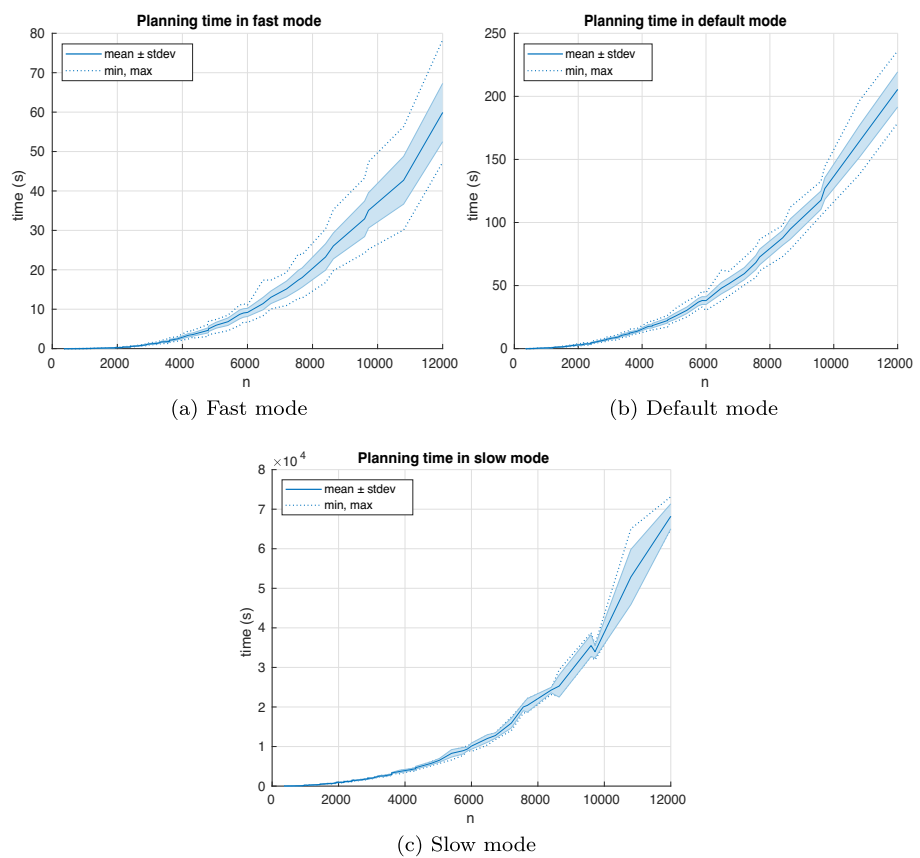 Planning time in fast mode
80
70
60
50
40
30
20
10
0
time (s)
mean ± stdev
min, max
0 2000 4000 6000 8000 10000 12000
n
(a) Fast mode
Planning time in default mode
250
200
150
100
50
0
time (s)
mean ± stdev
min, max
0 2000 4000 6000 8000 10000 12000
n
(b) Default mode
Planning time in slow mode
×10 4
8
7
6
5
4
3
2
1
0
time (s)
mean ± stdev
min, max
0 2000 4000 6000 8000 10000 12000
n
(c) Slow mode